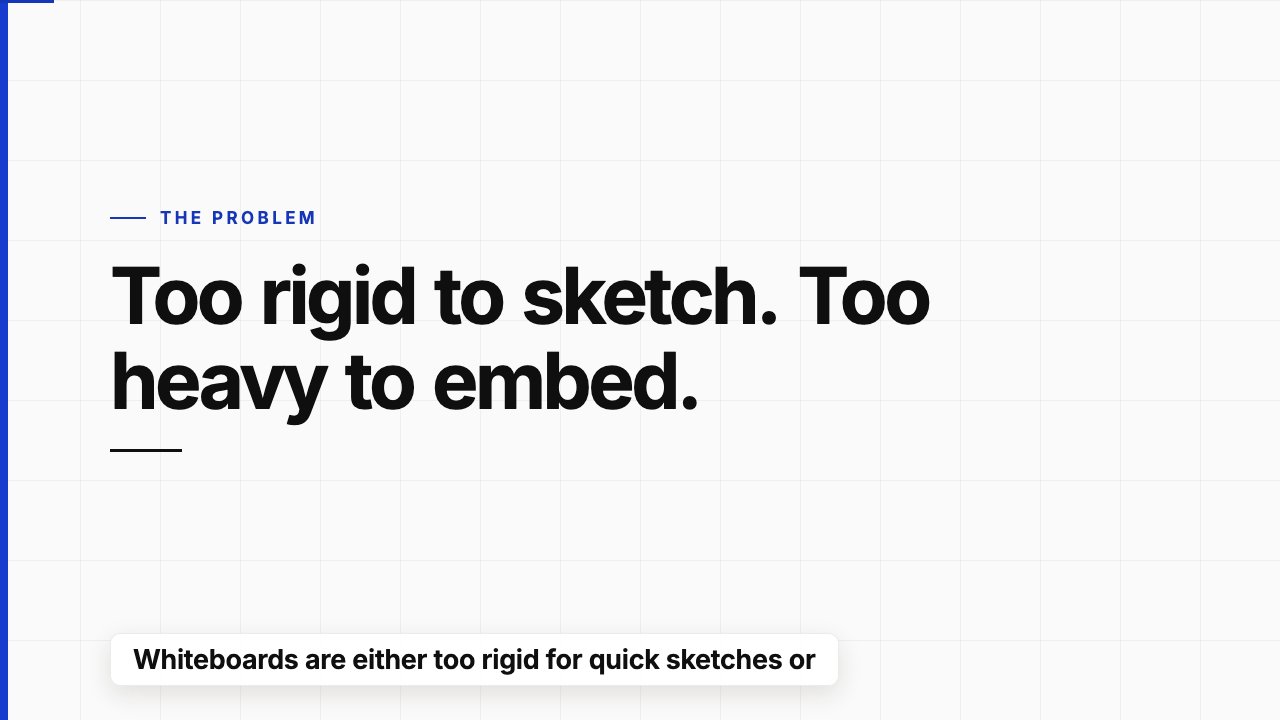 THE PROBLEM
Too rigid to sketch. Too
heavy to embed.
Whiteboards are either too rigid for quick sketches or